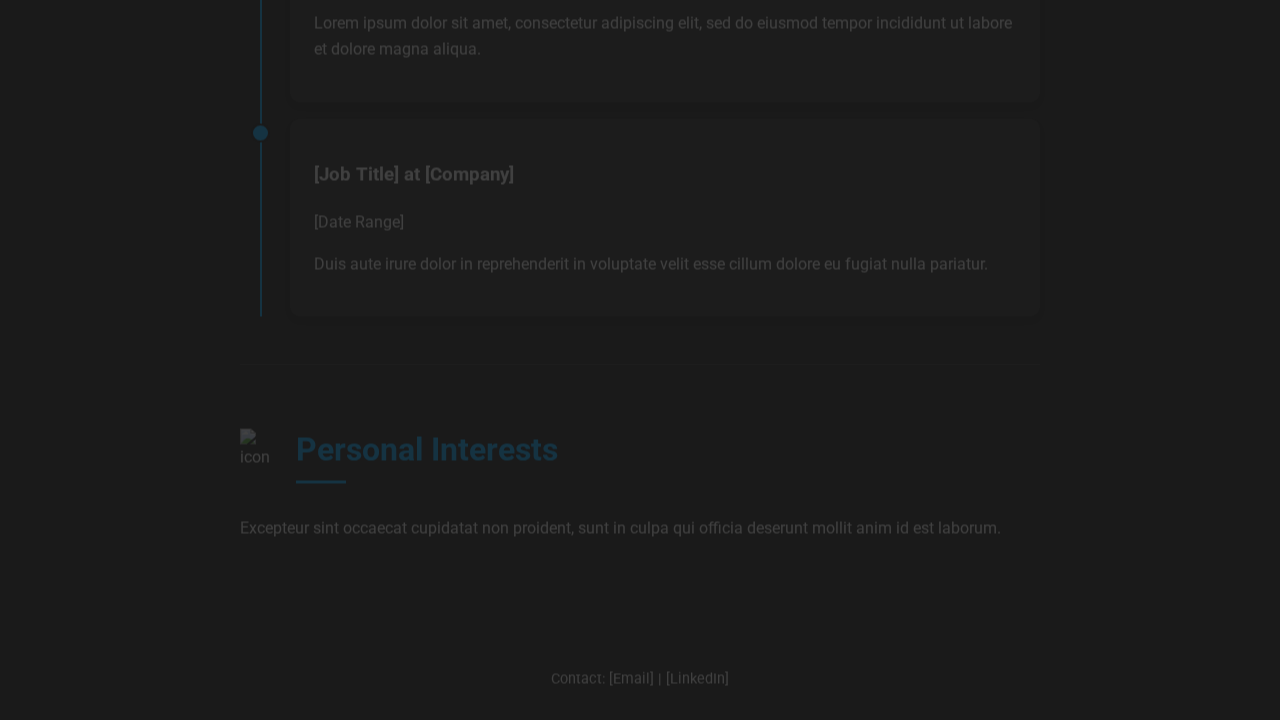 Lorem ipsum dolor sit amet, consectetur adipiscing elit, sed do eiusmod tempor incididunt ut labore
et dolore magna aliqua.
[Job Title] at [Company]
[Date Range]
Duis aute irure dolor in reprehenderit in voluptate velit esse cillum dolore eu fugiat nulla pariatur.
icon
Personal Interests
Excepteur sint occaecat cupidatat non proident, sunt in culpa qui officia deserunt mollit anim id est laborum.
Contact: [Email] | [LinkedIn]